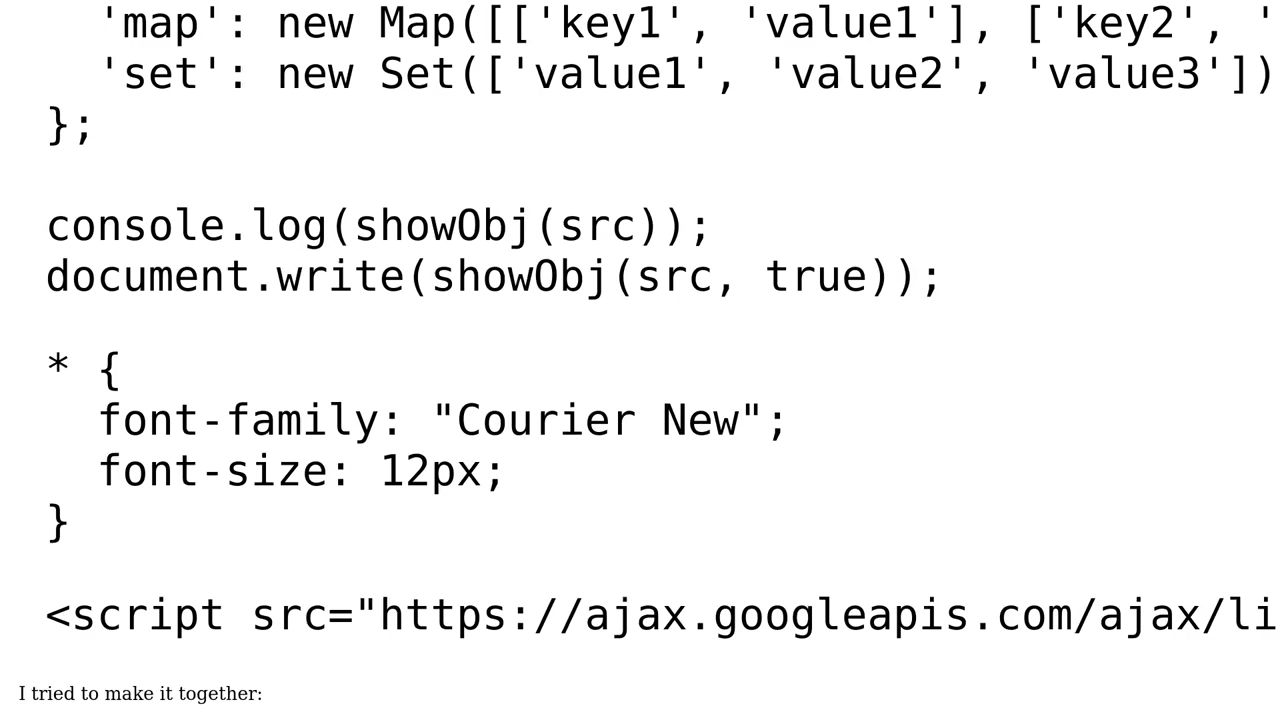 'map': new Map([['key1', 'value1'], ['key2', '
'set': new Set(['value1', 'value2', 'value3'])
};
console.log(showObj(src));
document.write(showObj(src, true));
* {
font-family: "Courier New";
font-size: 12px;
}
<script src="https://ajax.googleapis.com/ajax/li
I tried to make it together: